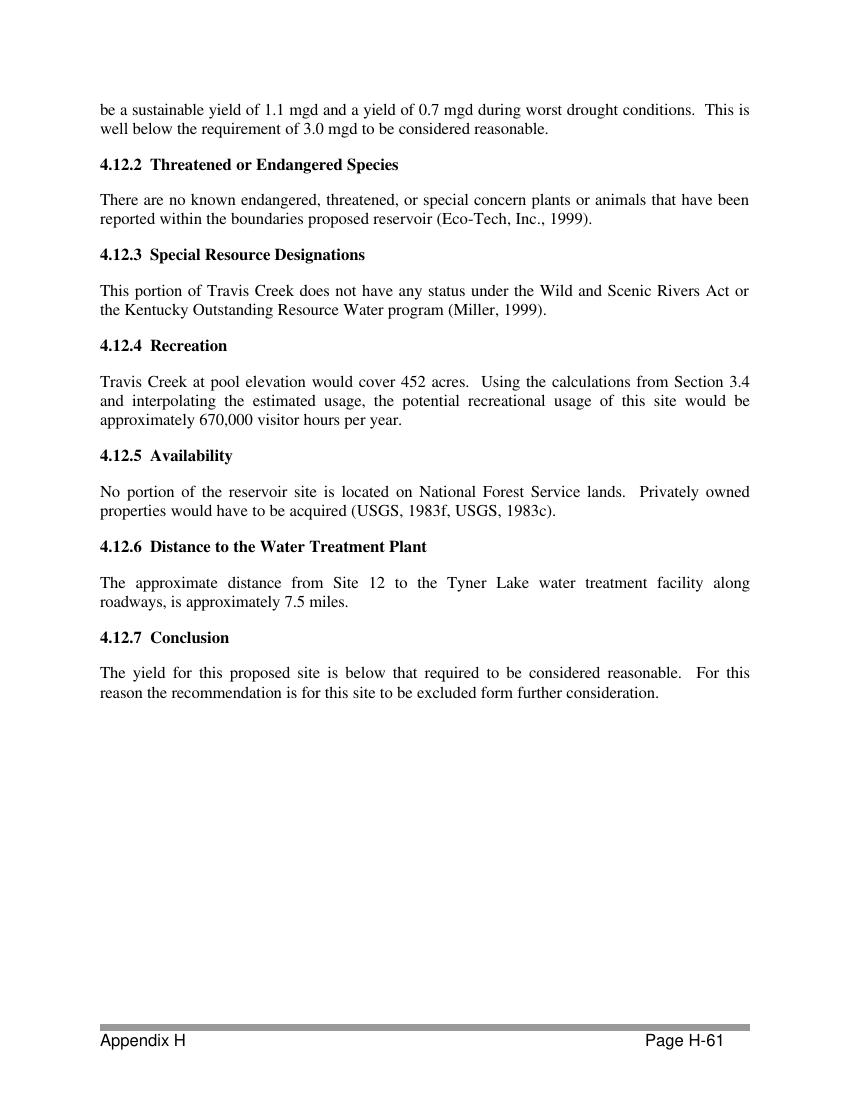 be a sustainable yield of 1.1 mgd and a yield of 0.7 mgd during worst drought conditions.  This is
well below the requirement of 3.0 mgd to be considered reasonable.
4.12.2  Threatened or Endangered Species
There are no known endangered, threatened, or special concern plants or animals that have been
reported within the boundaries proposed reservoir (Eco-Tech, Inc., 1999).
4.12.3  Special Resource Designations
This portion of Travis Creek does not have any status under the Wild and Scenic Rivers Act or
the Kentucky Outstanding Resource Water program (Miller, 1999).
4.12.4  Recreation
Travis Creek at pool elevation would cover 452 acres.  Using the calculations from Section 3.4
and interpolating the estimated usage, the potential recreational usage of this site would be
approximately 670,000 visitor hours per year.
4.12.5  Availability
No portion of the reservoir site is located on National Forest Service lands.  Privately owned
properties would have to be acquired (USGS, 1983f, USGS, 1983c).
4.12.6  Distance to the Water Treatment Plant
The approximate distance from Site 12 to the Tyner Lake water treatment facility along
roadways, is approximately 7.5 miles.
4.12.7  Conclusion
The yield for this proposed site is below that required to be considered reasonable.  For this
reason the recommendation is for this site to be excluded form further consideration.
Appendix H Page H-61